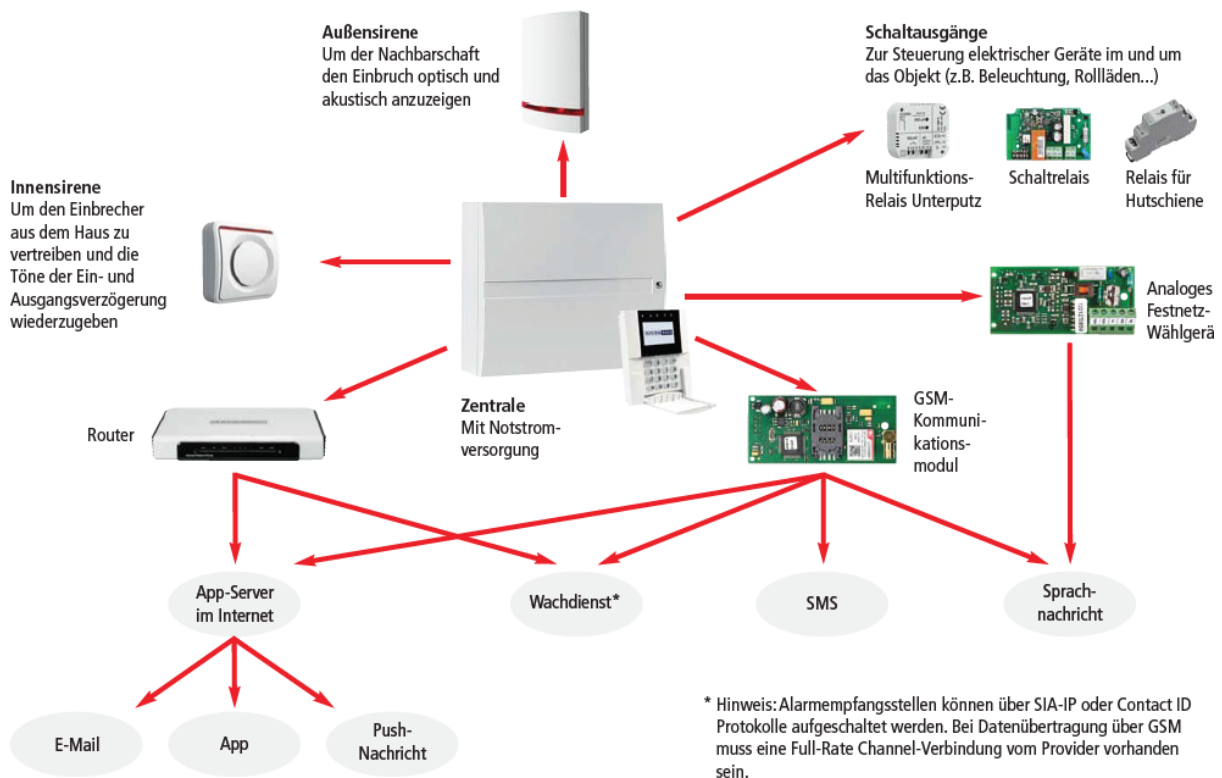 Außensirene
Um der Nachbarschaft
den Einbruch optisch und
akustisch anzuzeigen
Schaltausgänge
Zur Steuerung elektrischer Geräte im und um
das Objekt (z.B. Beleuchtung, Rollläden...)
Multifunktions-
Relais Unterputz
Schaltrelais
Relais für
Hutschiene
Innensirene
Um den Einbrecher
aus dem Haus zu
vertreiben und die
Töne der Ein- und
Ausgangsverzögerung
wiederzugeben
Analoges
Festnetz-
Wählgerä
Zentrale
Mit Notstrom-
versorgung
GSM-
Kommuni-
kations-
modul
Router
App-Server
im Internet
Wachdienst*
SMS
Sprach-
nachricht
E-Mail
App
Push-
Nachricht
* Hinweis: Alarmempfangsstellen können über SIA-IP oder Contact ID
Protokolle aufgeschaltet werden. Bei Datenübertragung über GSM
muss eine Full-Rate Channel-Verbindung vom Provider vorhanden
sein.